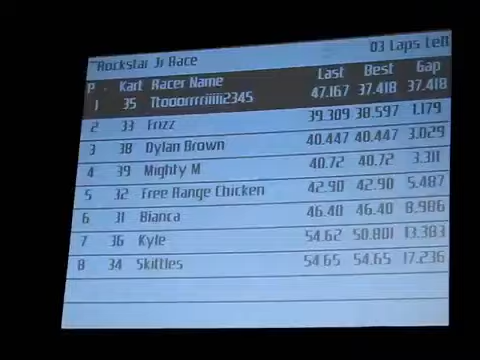 ~Rockstar Jr Race 03 Laps Left
P. Kart Racer Name Last Best Gap
1 35 Ttooorrrriiiii2345 47.167 37.418 37.418
2 33 Frizz 39.309 38.597 1.179
3 38 Dylan Brown 40.447 40.447 3.029
4 39 Mighty M 40.72 40.72 3.311
5 32 Free Range Chicken 42.90 42.90 5.487
6 31 Bianca 46.40 46.40 8.986
7 36 Kyle 54.62 50.801 13.383
8 34 Skittles 54.65 54.65 17.236